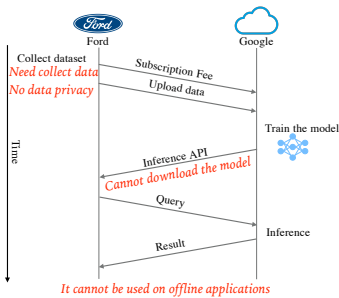 Ford
Ford
Google
Collect dataset
Need collect data
No data privacy
Subscription Fee
Upload data
Train the model
Time
Inference API
Cannot download the model
Query
Inference
Result
It cannot be used on offline applications